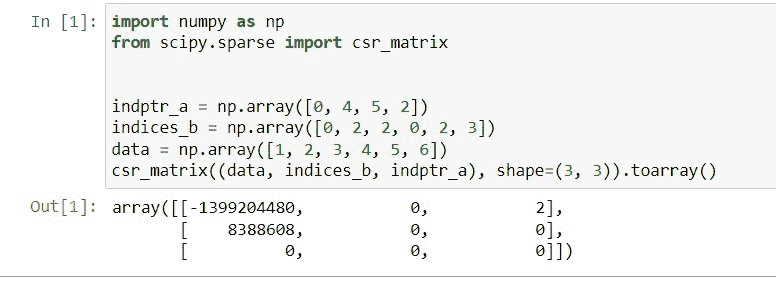 In [1]: import numpy as np
from scipy.sparse import csr_matrix
indptr_a = np.array([0, 4, 5, 2])
indices_b = np.array([0, 2, 2, 0, 2, 3])
data = np.array([1, 2, 3, 4, 5, 6])
csr_matrix((data, indices_b, indptr_a), shape=(3, 3)).toarray()
Out[1]: array([[-1399204480, 0, 2],
[ 8388608, 0, 0],
[ 0, 0, 0]])